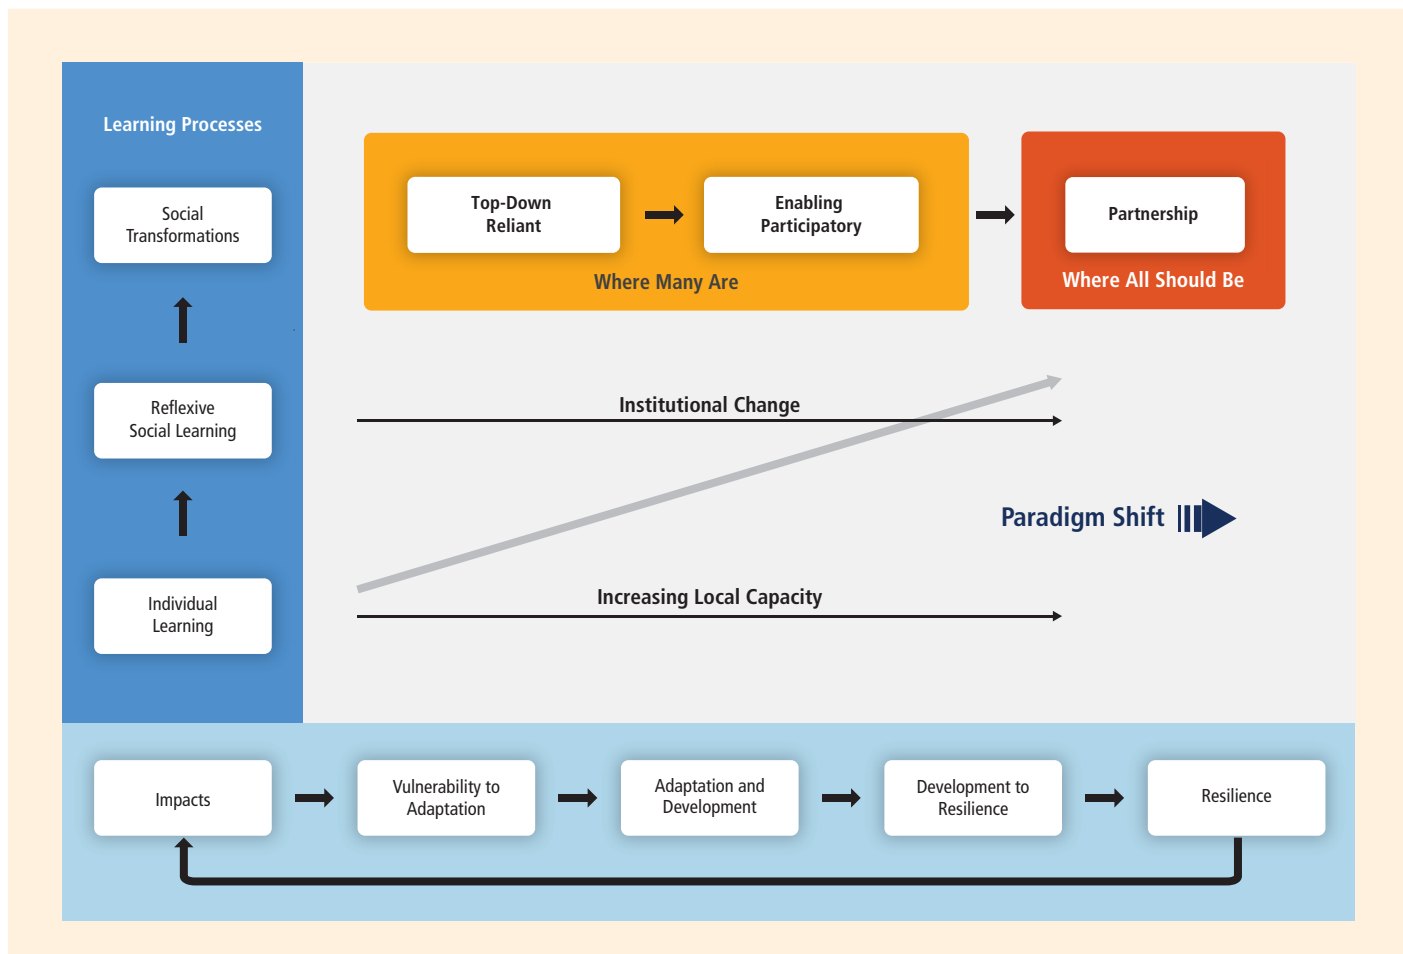 Learning Processes
Social
Transformations
Reflexive
Social Learning
Individual
Learning
Top-Down
Reliant
Enabling
Participatory
Where Many Are
Partnership
Where All Should Be
Institutional Change
Paradigm Shift
Increasing Local Capacity
Impacts
Vulnerability to
Adaptation
Adaptation and
Development
Development to
Resilience
Resilience